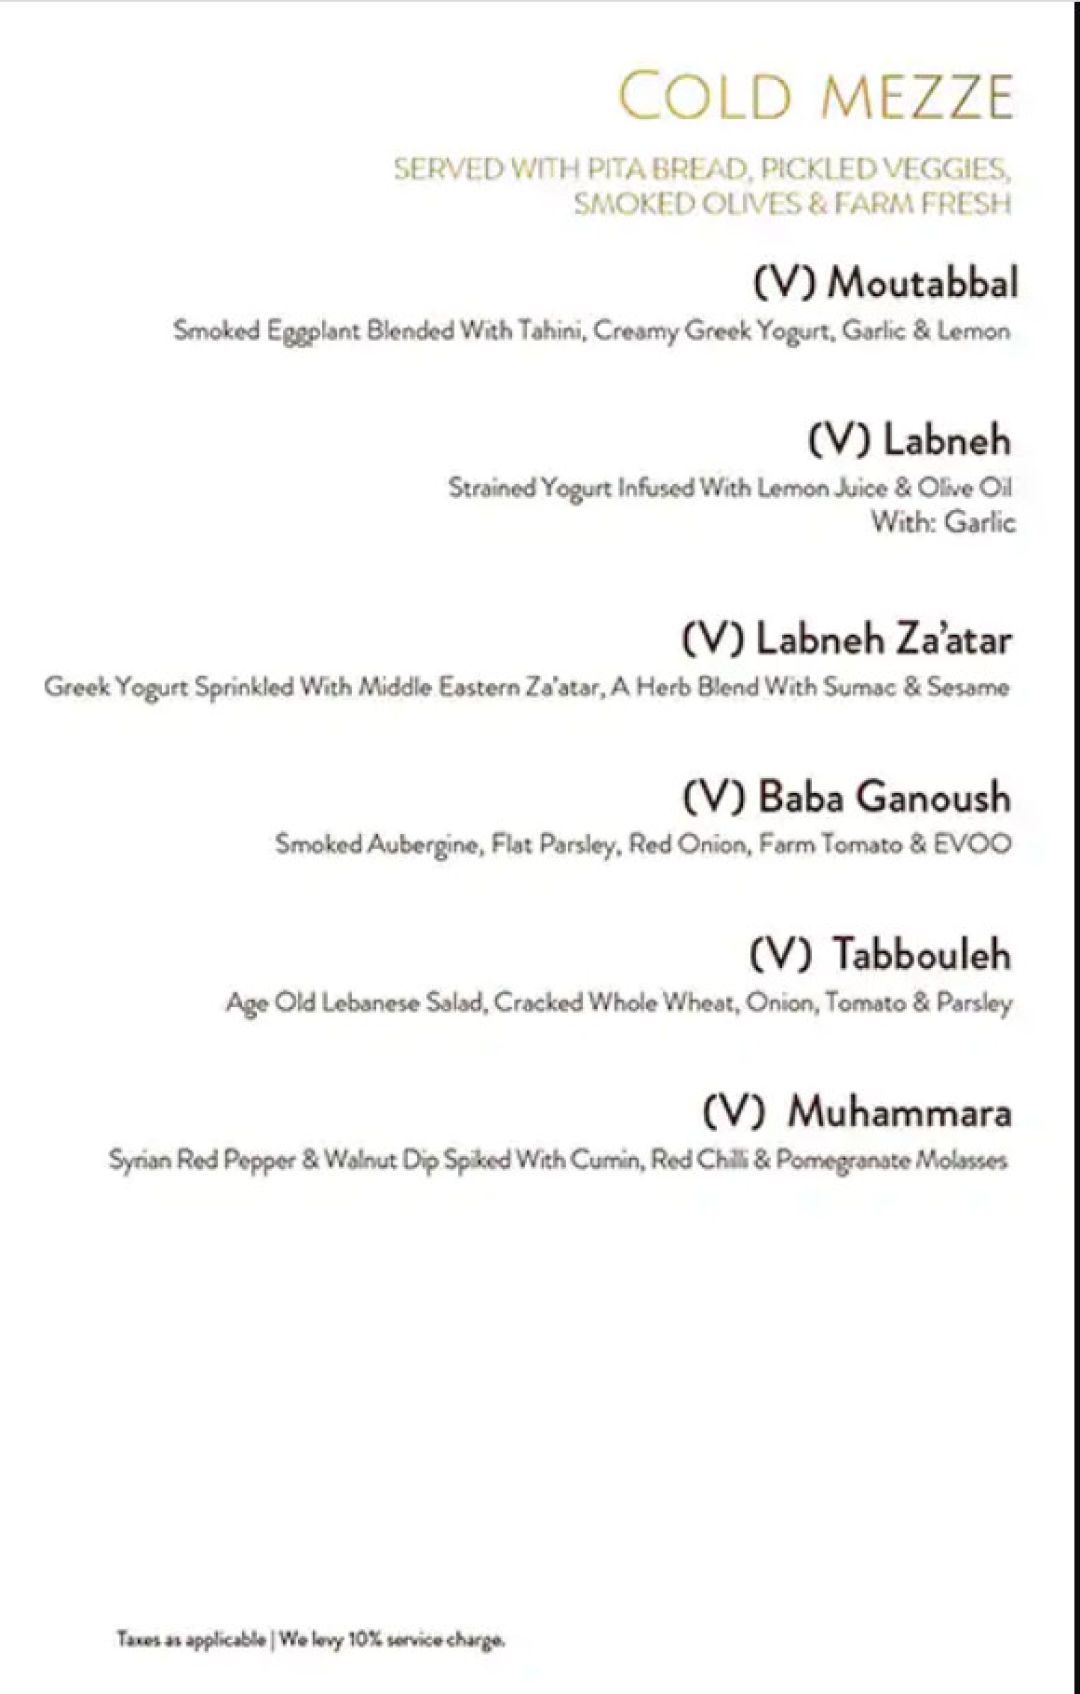 COLD MEZZE
SERVED WITH PITA BREAD, PICKLED VEGGIES,
SMOKED OLIVES & FARM FRESH
(V) Moutabbal
Smoked Eggplant Blended With Tahini, Creamy Greek Yogurt, Garlic & Lemon
(V) Labneh
Strained Yogurt Infused With Lemon Juice & Olive Oil
With: Garlic
(V) Labneh Za'atar
Greek Yogurt Sprinkled With Middle Eastern Za'atar, A Herb Blend With Sumac & Sesame
(V) Baba Ganoush
Smoked Aubergine, Flat Parsley, Red Onion, Farm Tomato & EVOO
(V) Tabbouleh
Age Old Lebanese Salad, Cracked Whole Wheat, Onion, Tomato & Parsley
(V) Muhammara
Syrian Red Pepper & Walnut Dip Spiked With Cumin, Red Chilli & Pomegranate Molasses
Taxes as applicable | We levy 10% service charge.